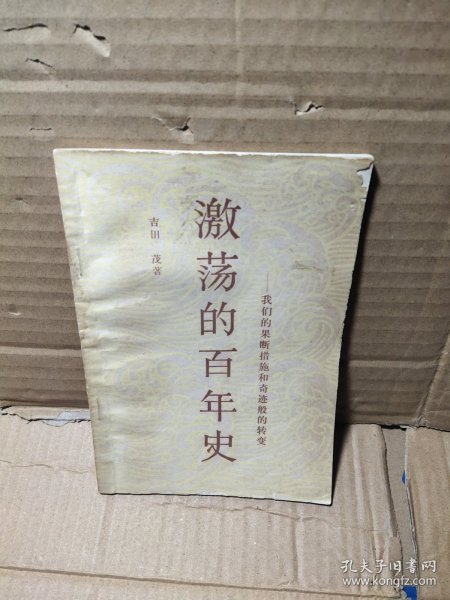 激荡的百年史
——我们的果断措施和奇迹般的转变
吉田 茂著
孔夫子旧书网
www.kongfz.com